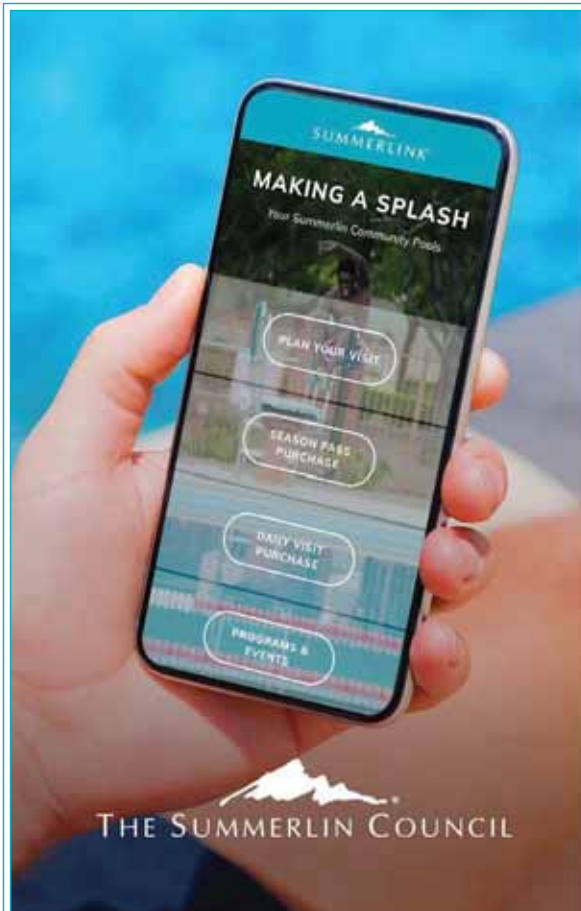 SUMMERLINK®
MAKING A SPLASH
Your Summerlin Community Pools
PLAN YOUR VISIT
SEASON PASS
PURCHASE
DAILY VISIT
PURCHASE
PROGRAMS &
EVENTS
THE SUMMERLIN COUNCIL